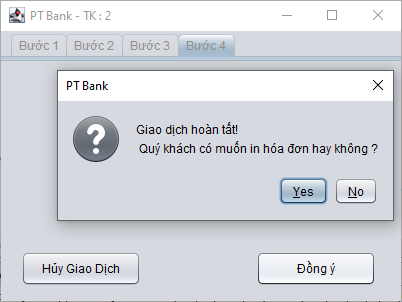 PT Bank - TK : 2
Bước 1 Bước 2 Bước 3 Bước 4
PT Bank
Giao dịch hoàn tất!
Quý khách có muốn in hóa đơn hay không ?
Yes No
Hủy Giao Dịch Đồng ý